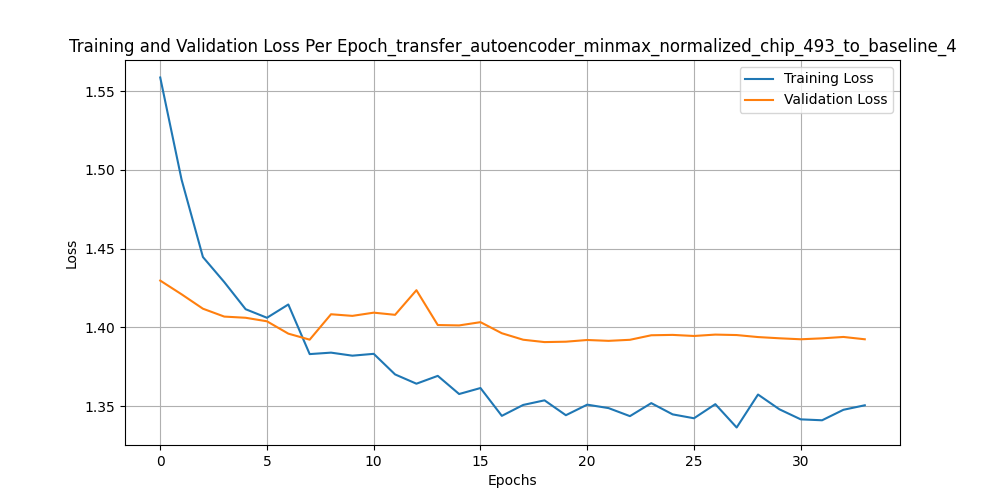 Training and Validation Loss Per Epoch_transfer_autoencoder_minmax_normalized_chip_493_to_baseline_4
Training Loss
Validation Loss
1.55
1.50
1.45
1.40
1.35
Loss
0 5 10 15 20 25 30
Epochs